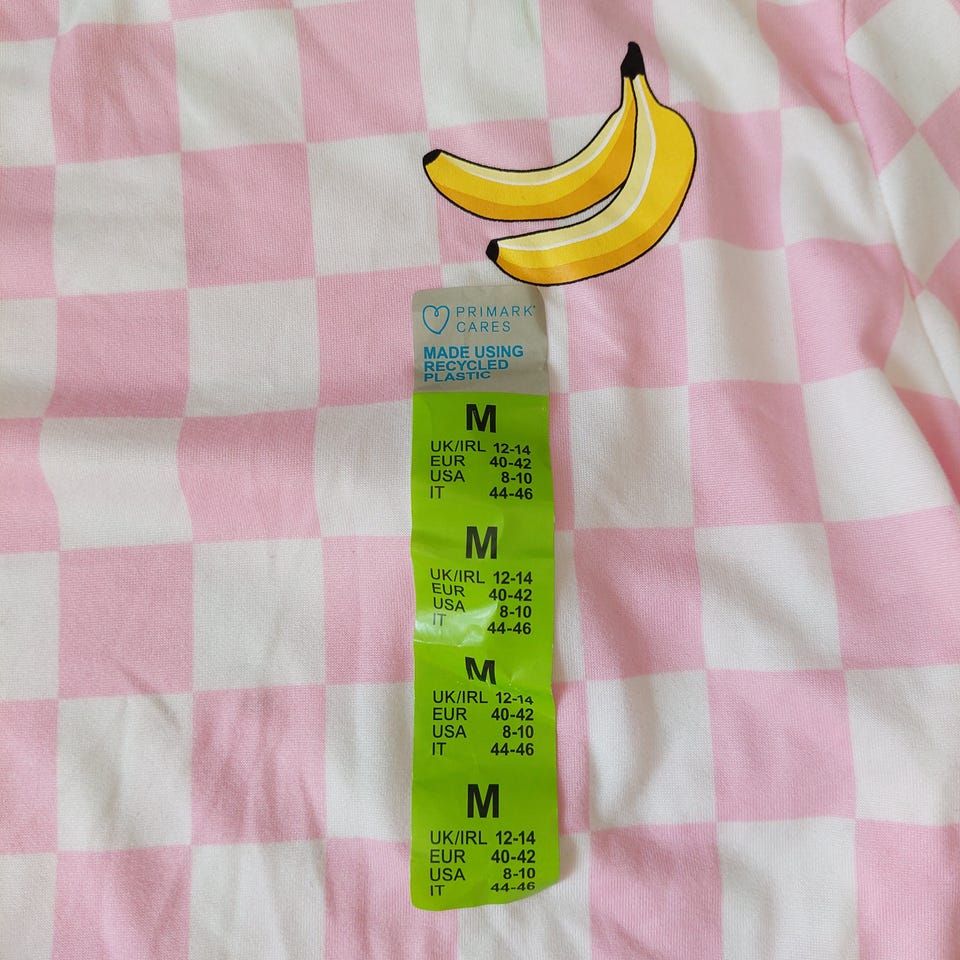 PRIMARK
CARES
MADE USING
RECYCLED
PLASTIC
M
UK/IRL 12-14
EUR 40-42
USA 8-10
IT 44-46
M
UK/IRL 12-14
EUR 40-42
USA 8-10
IT 44-46
M
UK/IRL 12-14
EUR 40-42
USA 8-10
IT 44-46
M
UK/IRL 12-14
EUR 40-42
USA 8-10
IT 44-46